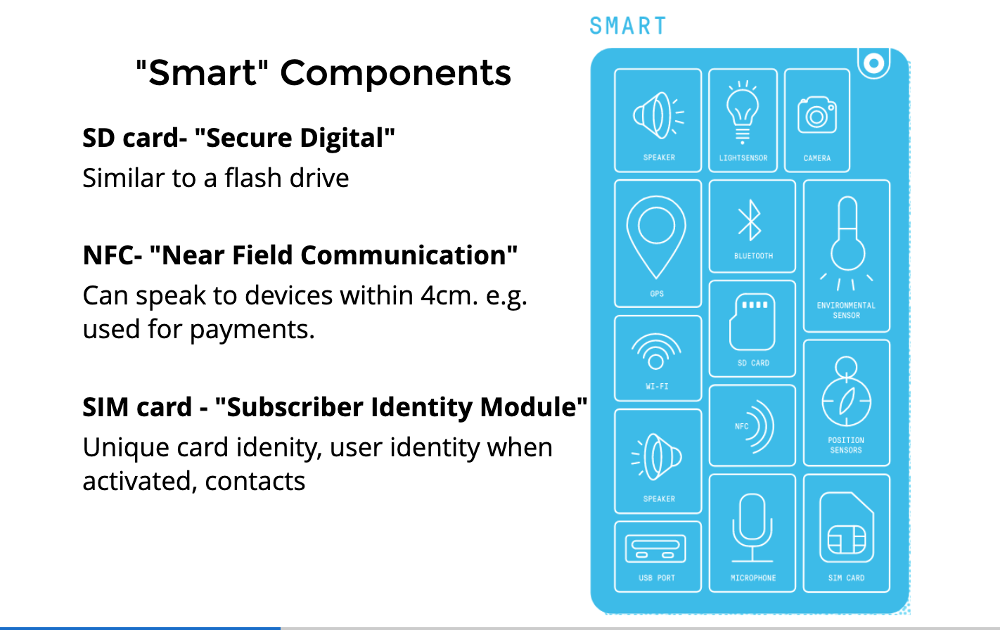 "Smart" Components
SD card- "Secure Digital"
Similar to a flash drive
NFC- "Near Field Communication"
Can speak to devices within 4cm. e.g.
used for payments.
SIM card - "Subscriber Identity Module"
Unique card idenity, user identity when
activated, contacts
SMART
SPEAKER
LIGHTSENSOR
CAMERA
GPS
BLUETOOTH
ENVIRONMENTAL
SENSOR
SD CARD
WI-FI
NFC
POSITION
SENSORS
SPEAKER
USB PORT
MICROPHONE
SIM CARD